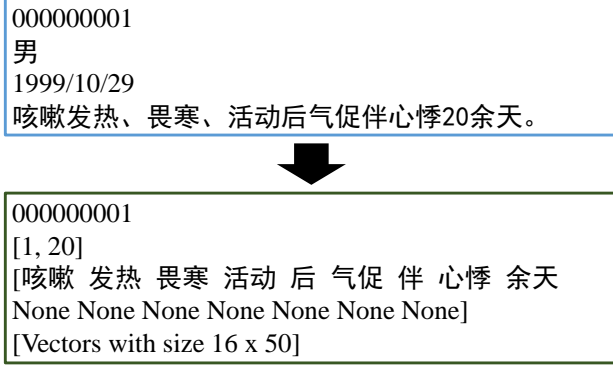 000000001
男
1999/10/29
咳嗽发热、畏寒、活动后气促伴心悸20余天。
000000001
[1, 20]
[咳嗽 发热 畏寒 活动 后 气促 伴 心悸 余天
None None None None None None None]
[Vectors with size 16 x 50]